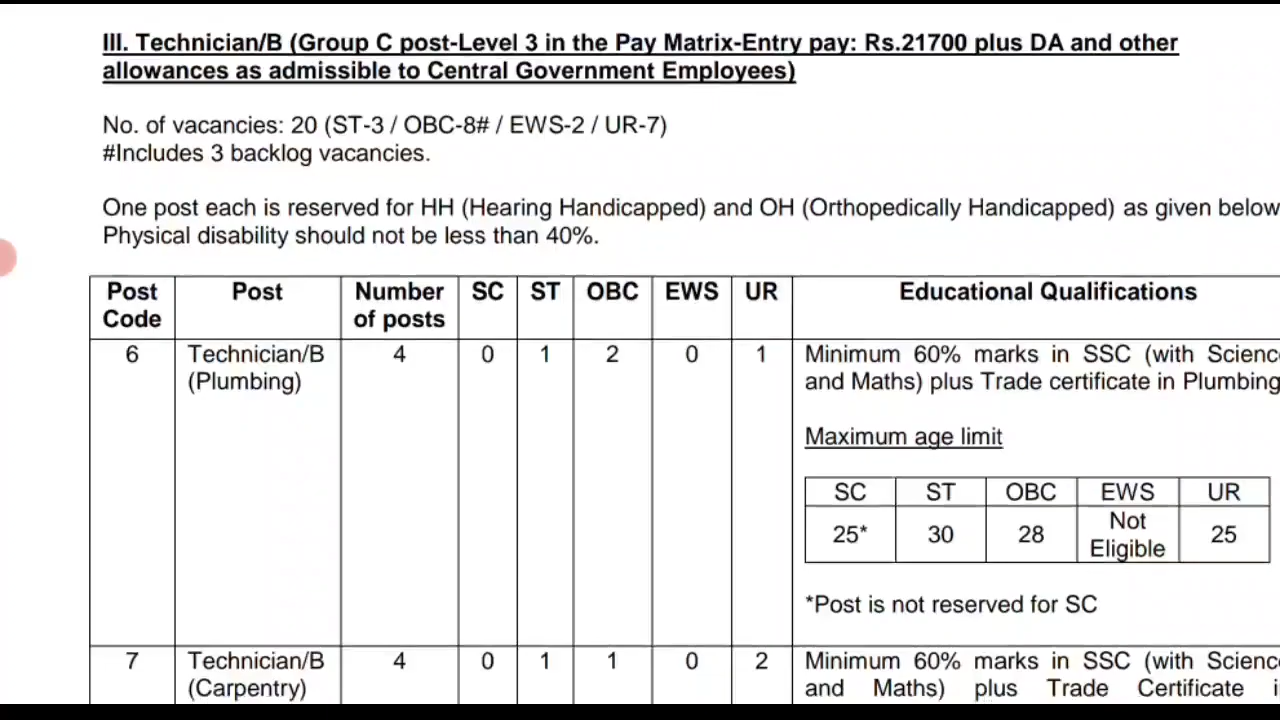 III. Technician/B (Group C post-Level 3 in the Pay Matrix-Entry pay: Rs.21700 plus DA and other
allowances as admissible to Central Government Employees)
No. of vacancies: 20 (ST-3 / OBC-8# / EWS-2 / UR-7)
#Includes 3 backlog vacancies.
One post each is reserved for HH (Hearing Handicapped) and OH (Orthopedically Handicapped) as given below
Physical disability should not be less than 40%.
Post Code Post Number of posts SC ST OBC EWS UR Educational Qualifications
6 Technician/B (Plumbing) 4 0 1 2 0 1
Minimum 60% marks in SSC (with Science
and Maths) plus Trade certificate in Plumbing
Maximum age limit
SC ST OBC EWS UR
25* 30 28 Not Eligible 25
*Post is not reserved for SC
7 Technician/B (Carpentry) 4 0 1 1 0 2
Minimum 60% marks in SSC (with Science
and Maths) plus Trade Certificate i